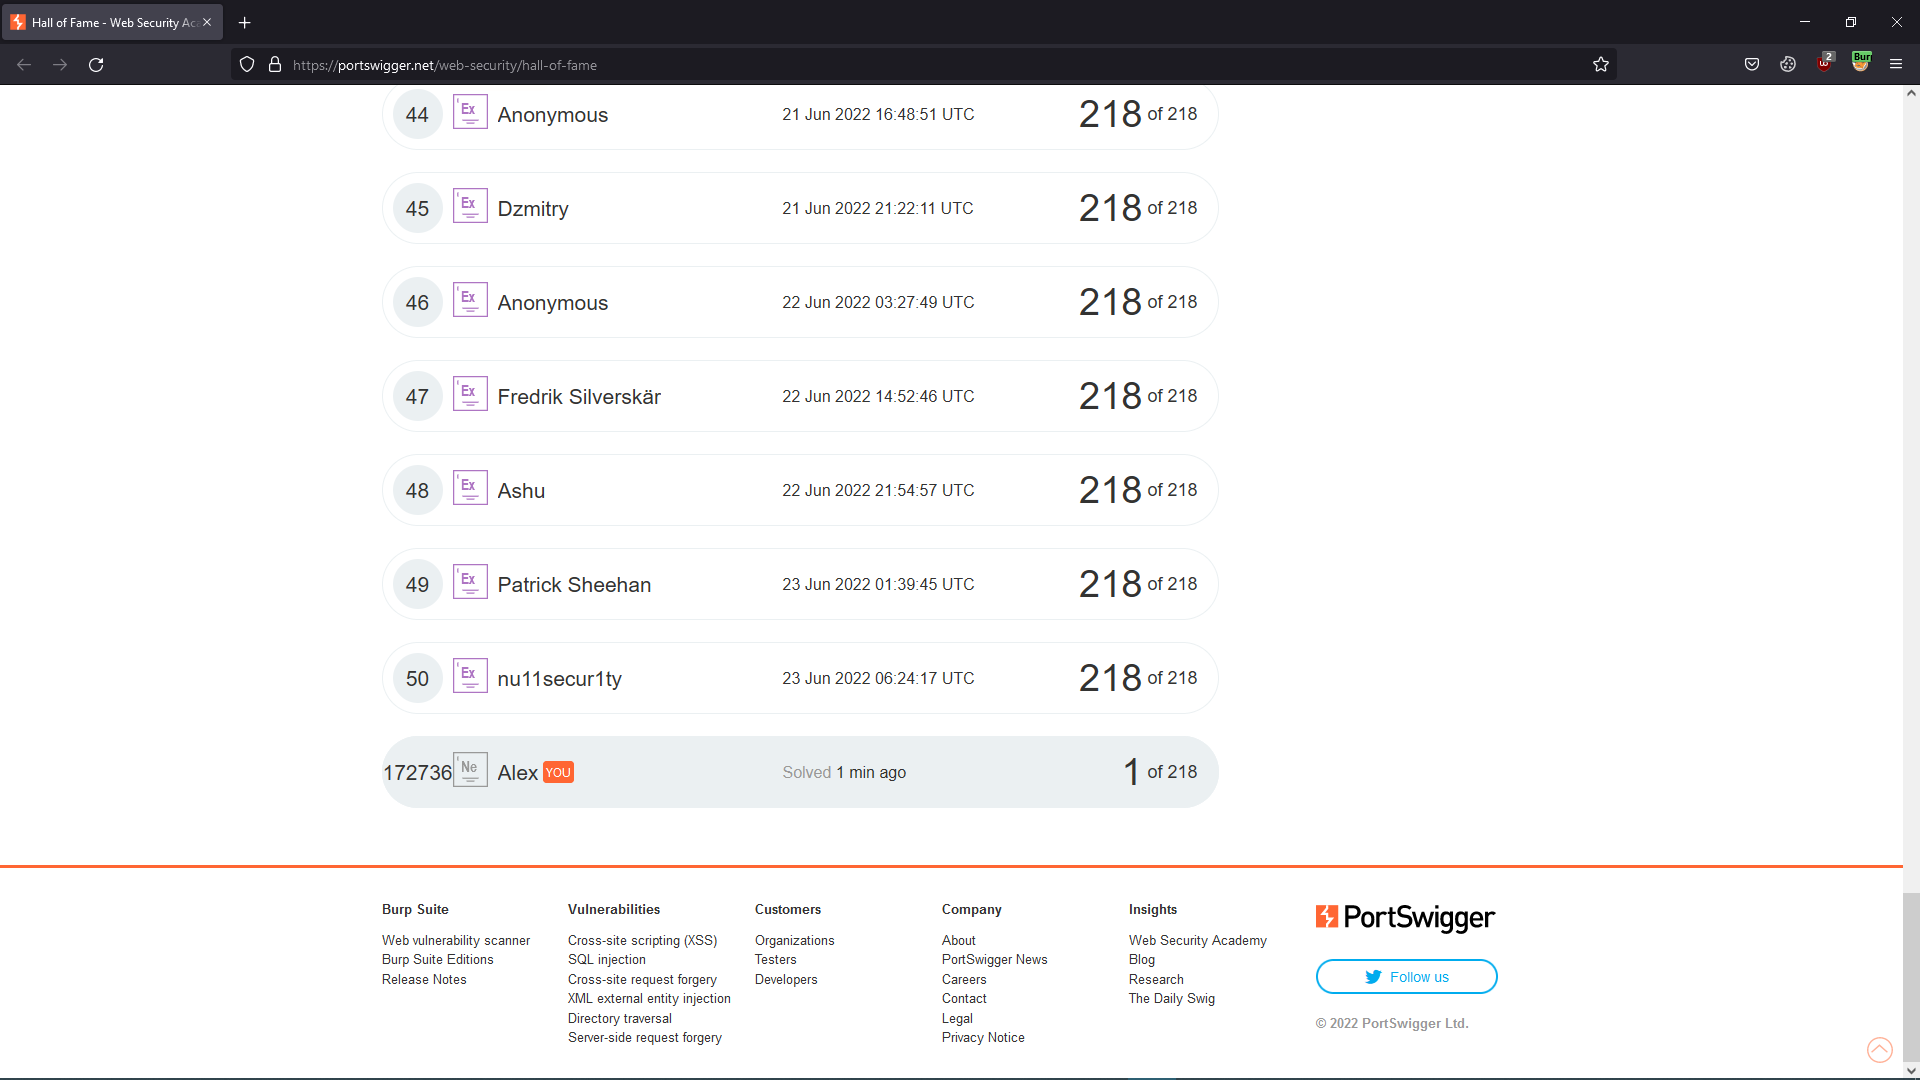 Hall of Fame - Web Security Ac
https://portswigger.net/web-security/hall-of-fame
2
Bur
44 Ex Anonymous 21 Jun 2022 16:48:51 UTC 218 of 218
45 Ex Dzmitry 21 Jun 2022 21:22:11 UTC 218 of 218
46 Ex Anonymous 22 Jun 2022 03:27:49 UTC 218 of 218
47 Ex Fredrik Silverskär 22 Jun 2022 14:52:46 UTC 218 of 218
48 Ex Ashu 22 Jun 2022 21:54:57 UTC 218 of 218
49 Ex Patrick Sheehan 23 Jun 2022 01:39:45 UTC 218 of 218
50 Ex nu11secur1ty 23 Jun 2022 06:24:17 UTC 218 of 218
172736 Ne Alex YOU Solved 1 min ago 1 of 218
Burp Suite
Web vulnerability scanner
Burp Suite Editions
Release Notes
Vulnerabilities
Cross-site scripting (XSS)
SQL injection
Cross-site request forgery
XML external entity injection
Directory traversal
Server-side request forgery
Customers
Organizations
Testers
Developers
Company
About
PortSwigger News
Careers
Contact
Legal
Privacy Notice
Insights
Web Security Academy
Blog
Research
The Daily Swig
PortSwigger
Follow us
© 2022 PortSwigger Ltd.